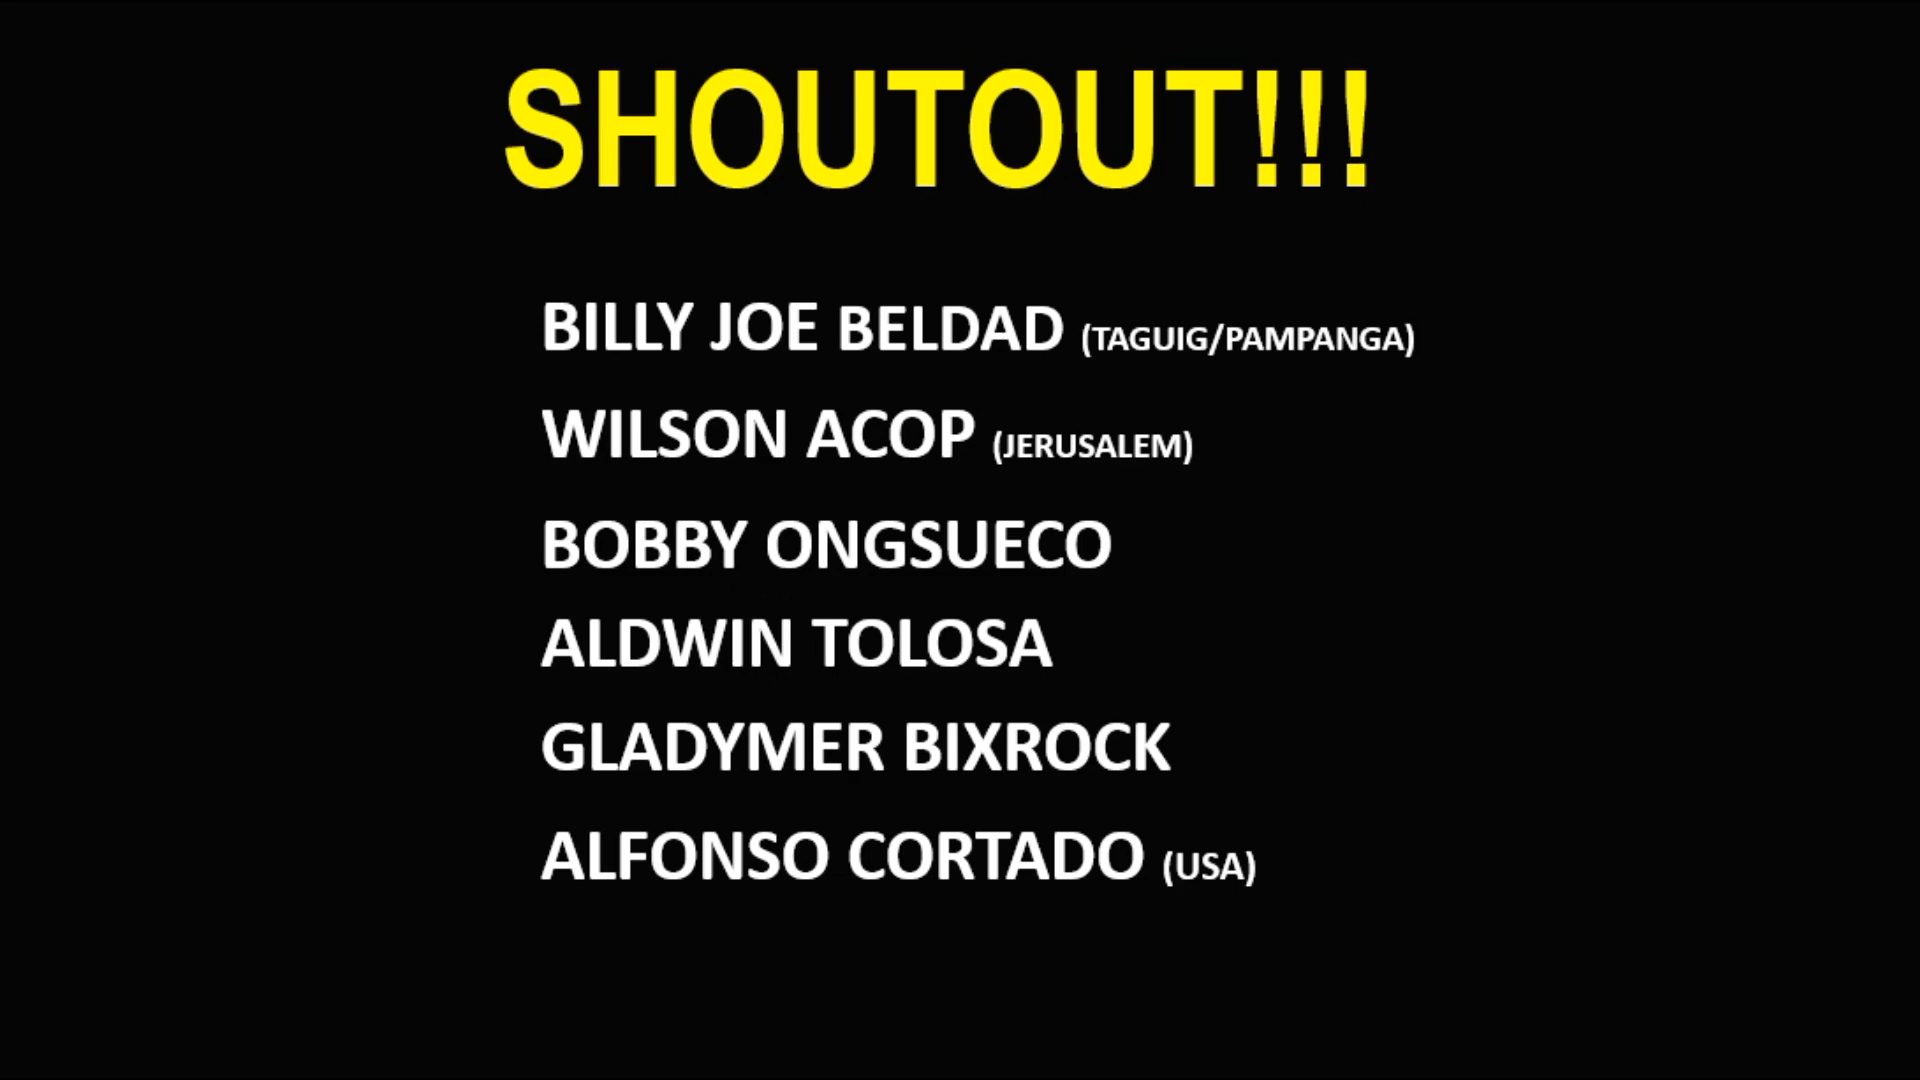 SHOUTOUT!!!
BILLY JOE BELDAD (TAGUIG/PAMPANGA)
WILSON ACOP (JERUSALEM)
BOBBY ONGSUECO
ALDWIN TOLOSA
GLADYMER BIXROCK
ALFONSO CORTADO (USA)